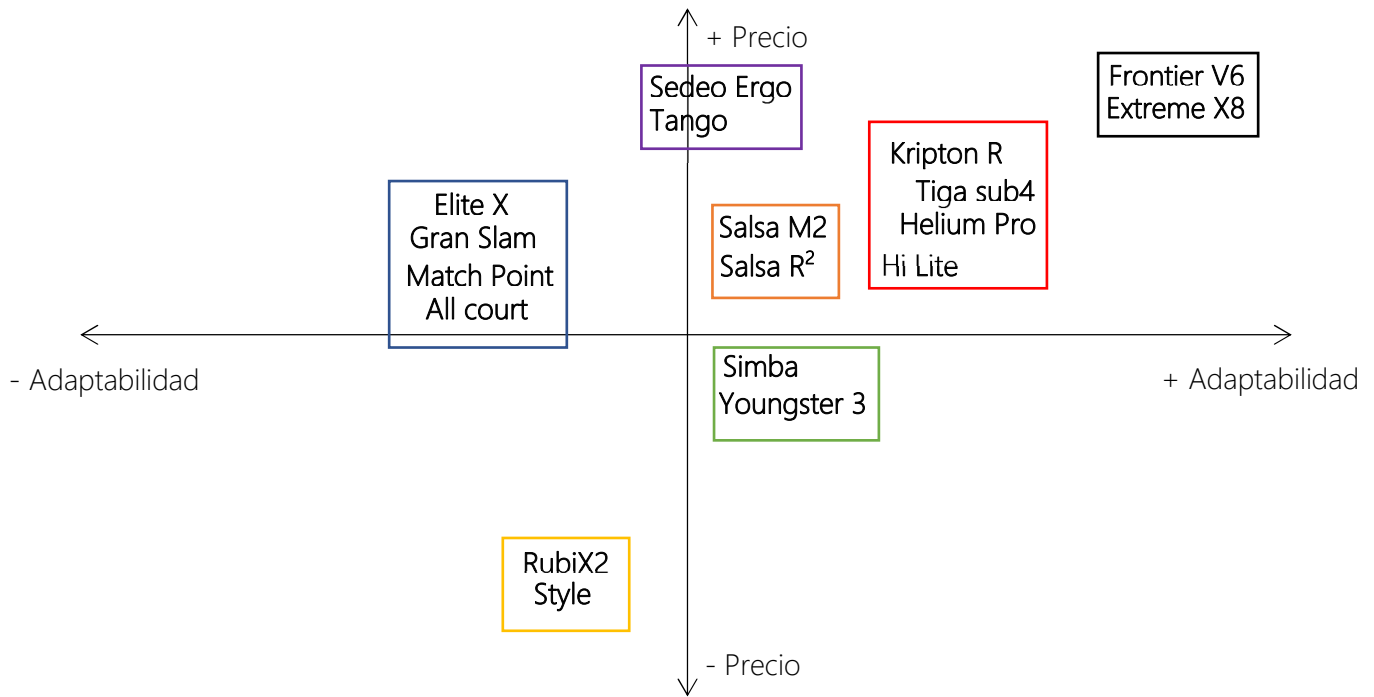 + Precio
Sedeo Ergo
Tango
Frontier V6
Extreme X8
Kripton R
Tiga sub4
Helium Pro
Hi Lite
Elite X
Gran Slam
Match Point
All court
Salsa M2
Salsa R²
- Adaptabilidad
+ Adaptabilidad
Simba
Youngster 3
RubiX2
Style
- Precio